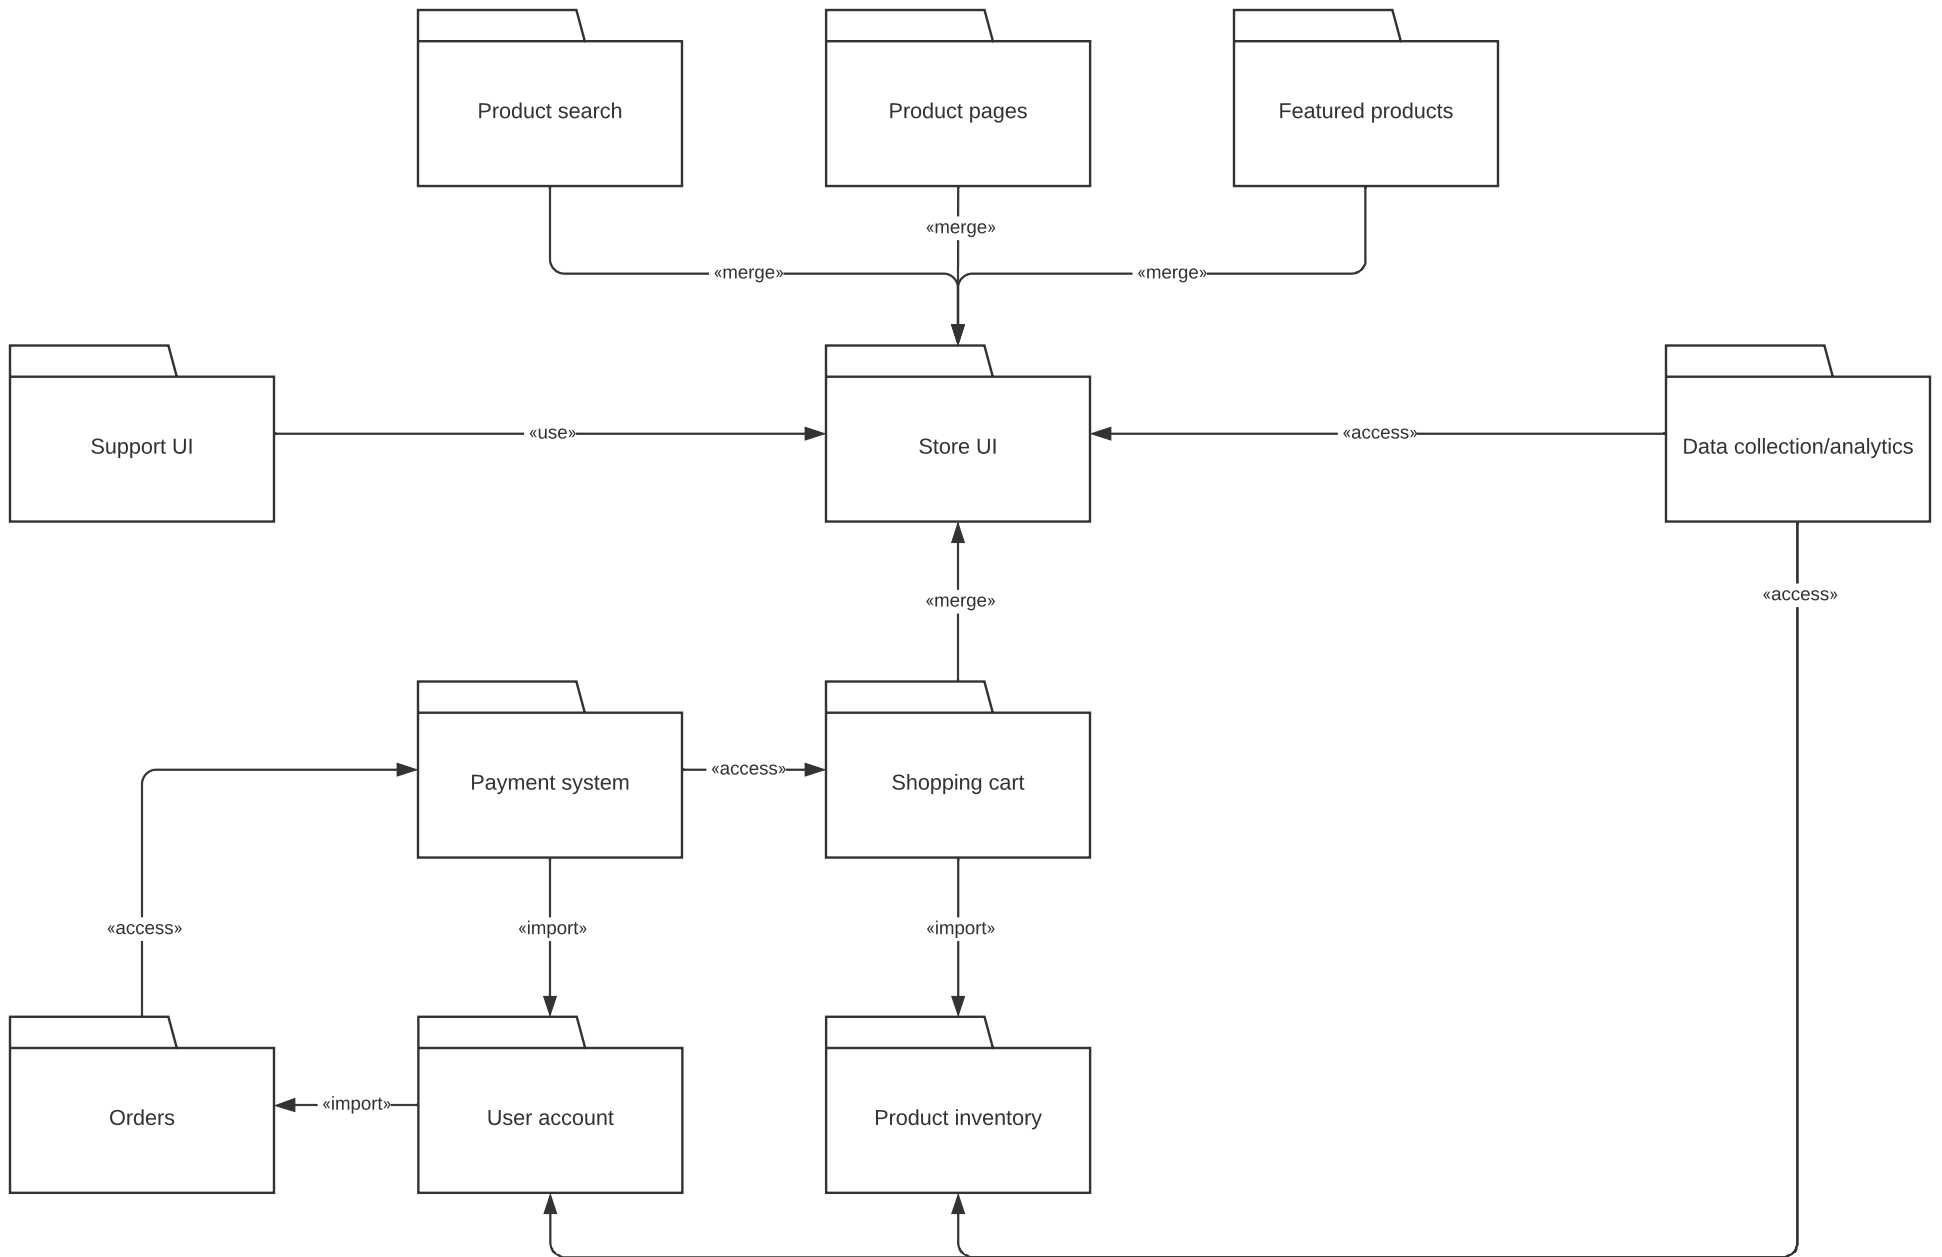 Product search
Product pages
Featured products
«merge»
«merge»
«merge»
Support UI
«use»
Store UI
«access»
Data collection/analytics
«merge»
«access»
Payment system
«access»
Shopping cart
«access»
«import»
«import»
Orders
«import»
User account
Product inventory